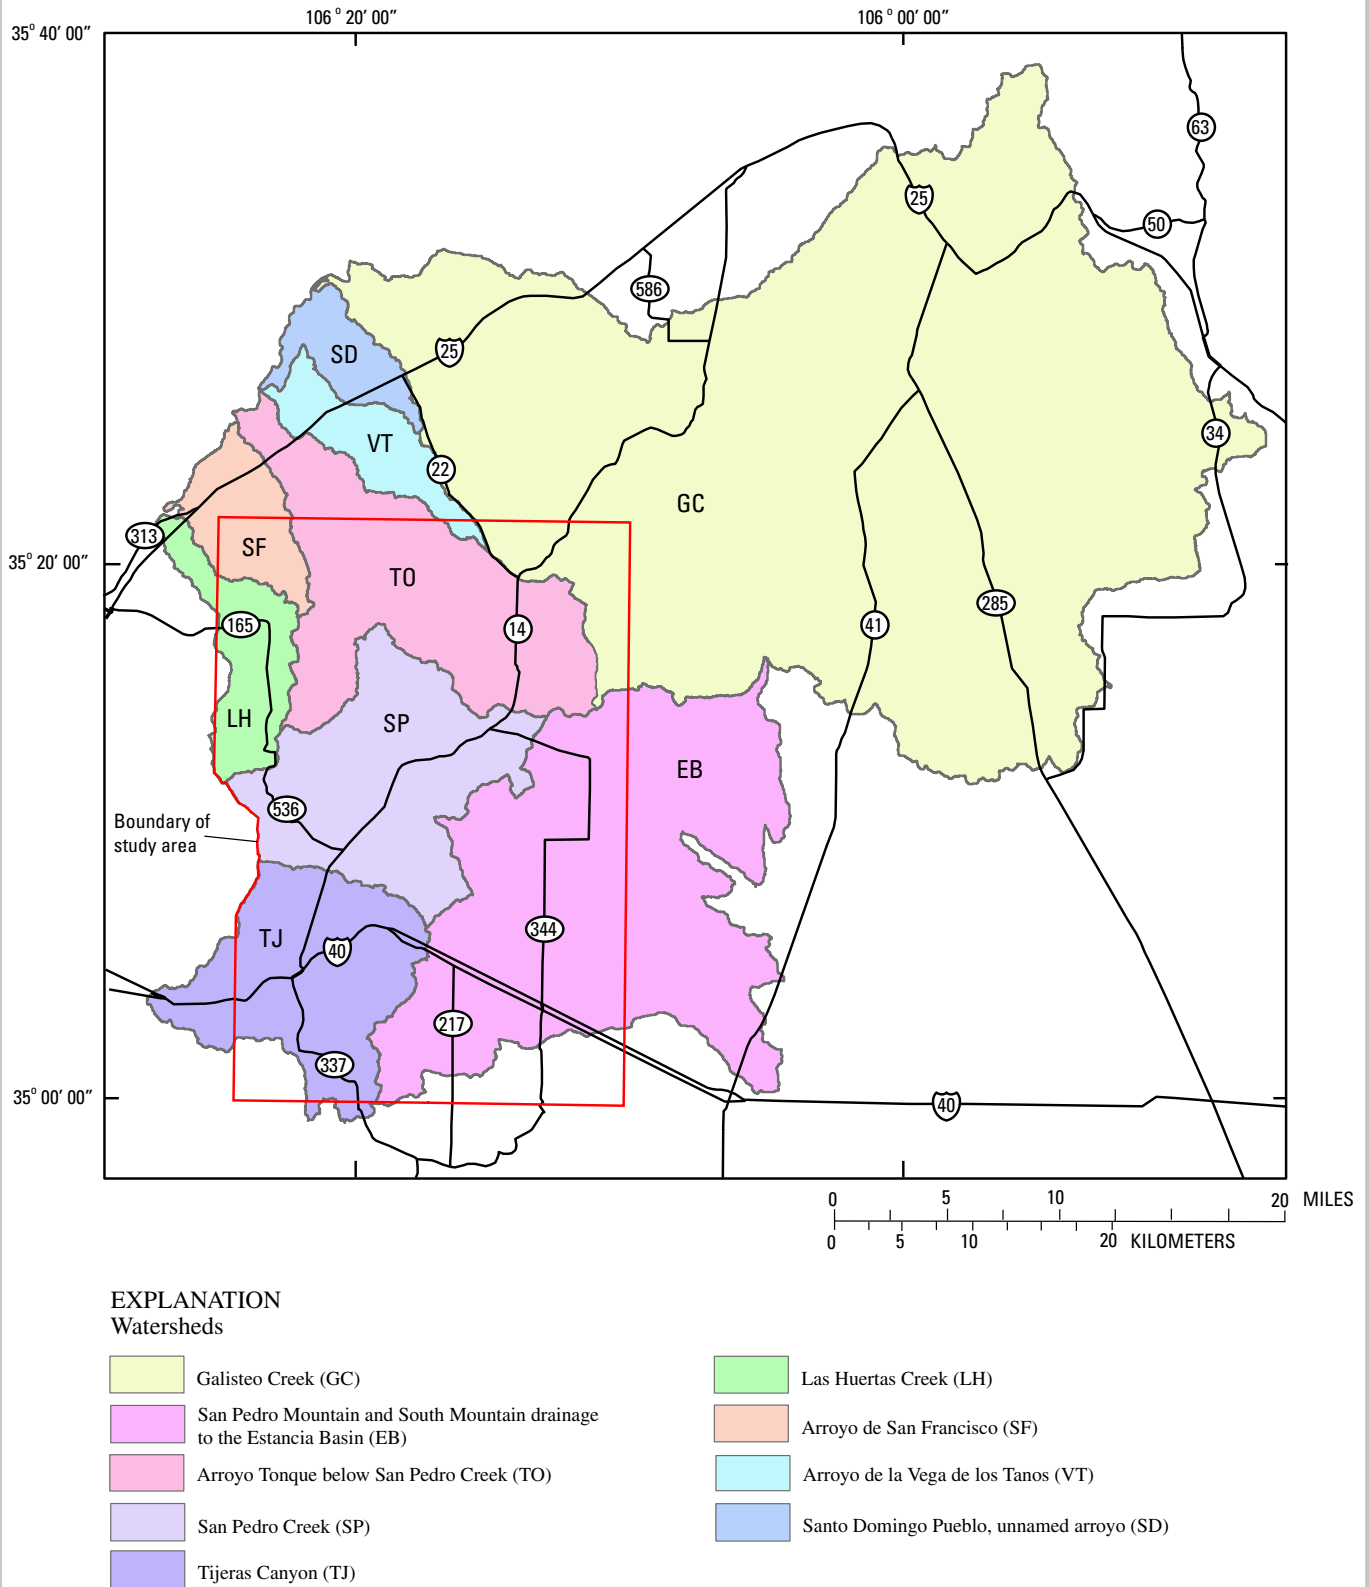 106° 20' 00"
106° 00' 00"
35° 40' 00"
63
25
50
586
SD
25
34
VT
22
GC
313
SF
35° 20' 00"
TO
285
165
14
41
LH
SP
EB
536
Boundary of
study area
344
TJ
40
217
337
35° 00' 00"
40
0 5 10 20 MILES
0 5 10 20 KILOMETERS
EXPLANATION
Watersheds
Galisteo Creek (GC)
San Pedro Mountain and South Mountain drainage
to the Estancia Basin (EB)
Arroyo Tonque below San Pedro Creek (TO)
San Pedro Creek (SP)
Tijeras Canyon (TJ)
Las Huertas Creek (LH)
Arroyo de San Francisco (SF)
Arroyo de la Vega de los Tanos (VT)
Santo Domingo Pueblo, unnamed arroyo (SD)